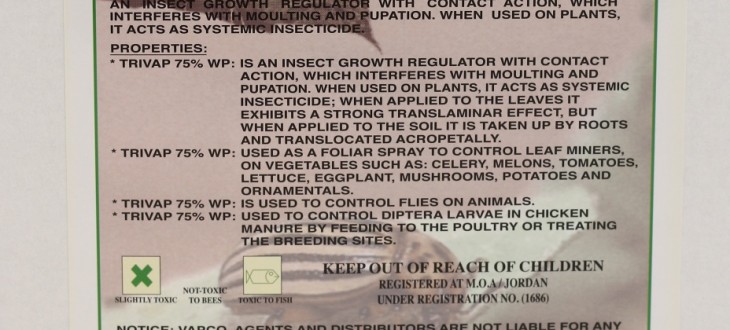 AN INSECT GROWTH REGULATOR WITH CONTACT ACTION, WHICH
INTERFERES WITH MOULTING AND PUPATION. WHEN USED ON PLANTS,
IT ACTS AS SYSTEMIC INSECTICIDE.
PROPERTIES:
* TRIVAP 75% WP: IS AN INSECT GROWTH REGULATOR WITH CONTACT
ACTION, WHICH INTERFERES WITH MOULTING AND
PUPATION. WHEN USED ON PLANTS, IT ACTS AS SYSTEMIC
INSECTICIDE; WHEN APPLIED TO THE LEAVES IT
EXHIBITS A STRONG TRANSLAMINAR EFFECT, BUT
WHEN APPLIED TO THE SOIL IT IS TAKEN UP BY ROOTS
AND TRANSLOCATED ACROPETALLY.
* TRIVAP 75% WP: USED AS A FOLIAR SPRAY TO CONTROL LEAF MINERS,
ON VEGETABLES SUCH AS: CELERY, MELONS, TOMATOES,
LETTUCE, EGGPLANT, MUSHROOMS, POTATOES AND
ORNAMENTALS.
* TRIVAP 75% WP: IS USED TO CONTROL FLIES ON ANIMALS.
* TRIVAP 75% WP: USED TO CONTROL DIPTERA LARVAE IN CHICKEN
MANURE BY FEEDING TO THE POULTRY OR TREATING
THE BREEDING SITES.
SLIGHTLY TOXIC
NOT-TOXIC
TO BEES
TOXIC TO FISH
KEEP OUT OF REACH OF CHILDREN
REGISTERED AT M.O.A / JORDAN
UNDER REGISTRATION NO. (1686)
NOTICE: VAPCO, AGENTS AND DISTRIBUTORS ARE NOT LIABLE FOR ANY